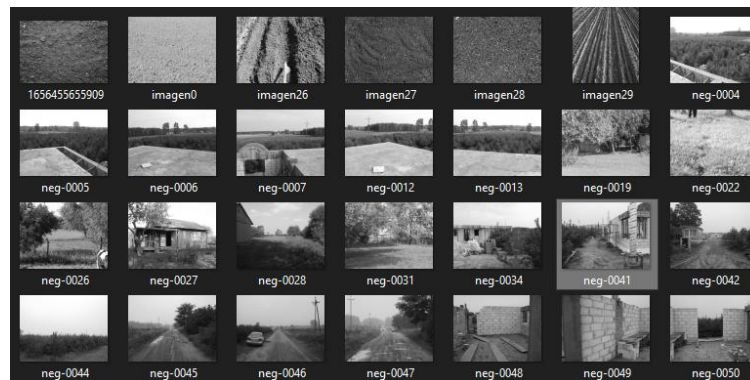 1656455655909 imagen0 imagen26 imagen27 imagen28 imagen29 neg-0004
neg-0005 neg-0006 neg-0007 neg-0012 neg-0013 neg-0019 neg-0022
neg-0026 neg-0027 neg-0028 neg-0031 neg-0034 neg-0041 neg-0042
neg-0044 neg-0045 neg-0046 neg-0047 neg-0048 neg-0049 neg-0050